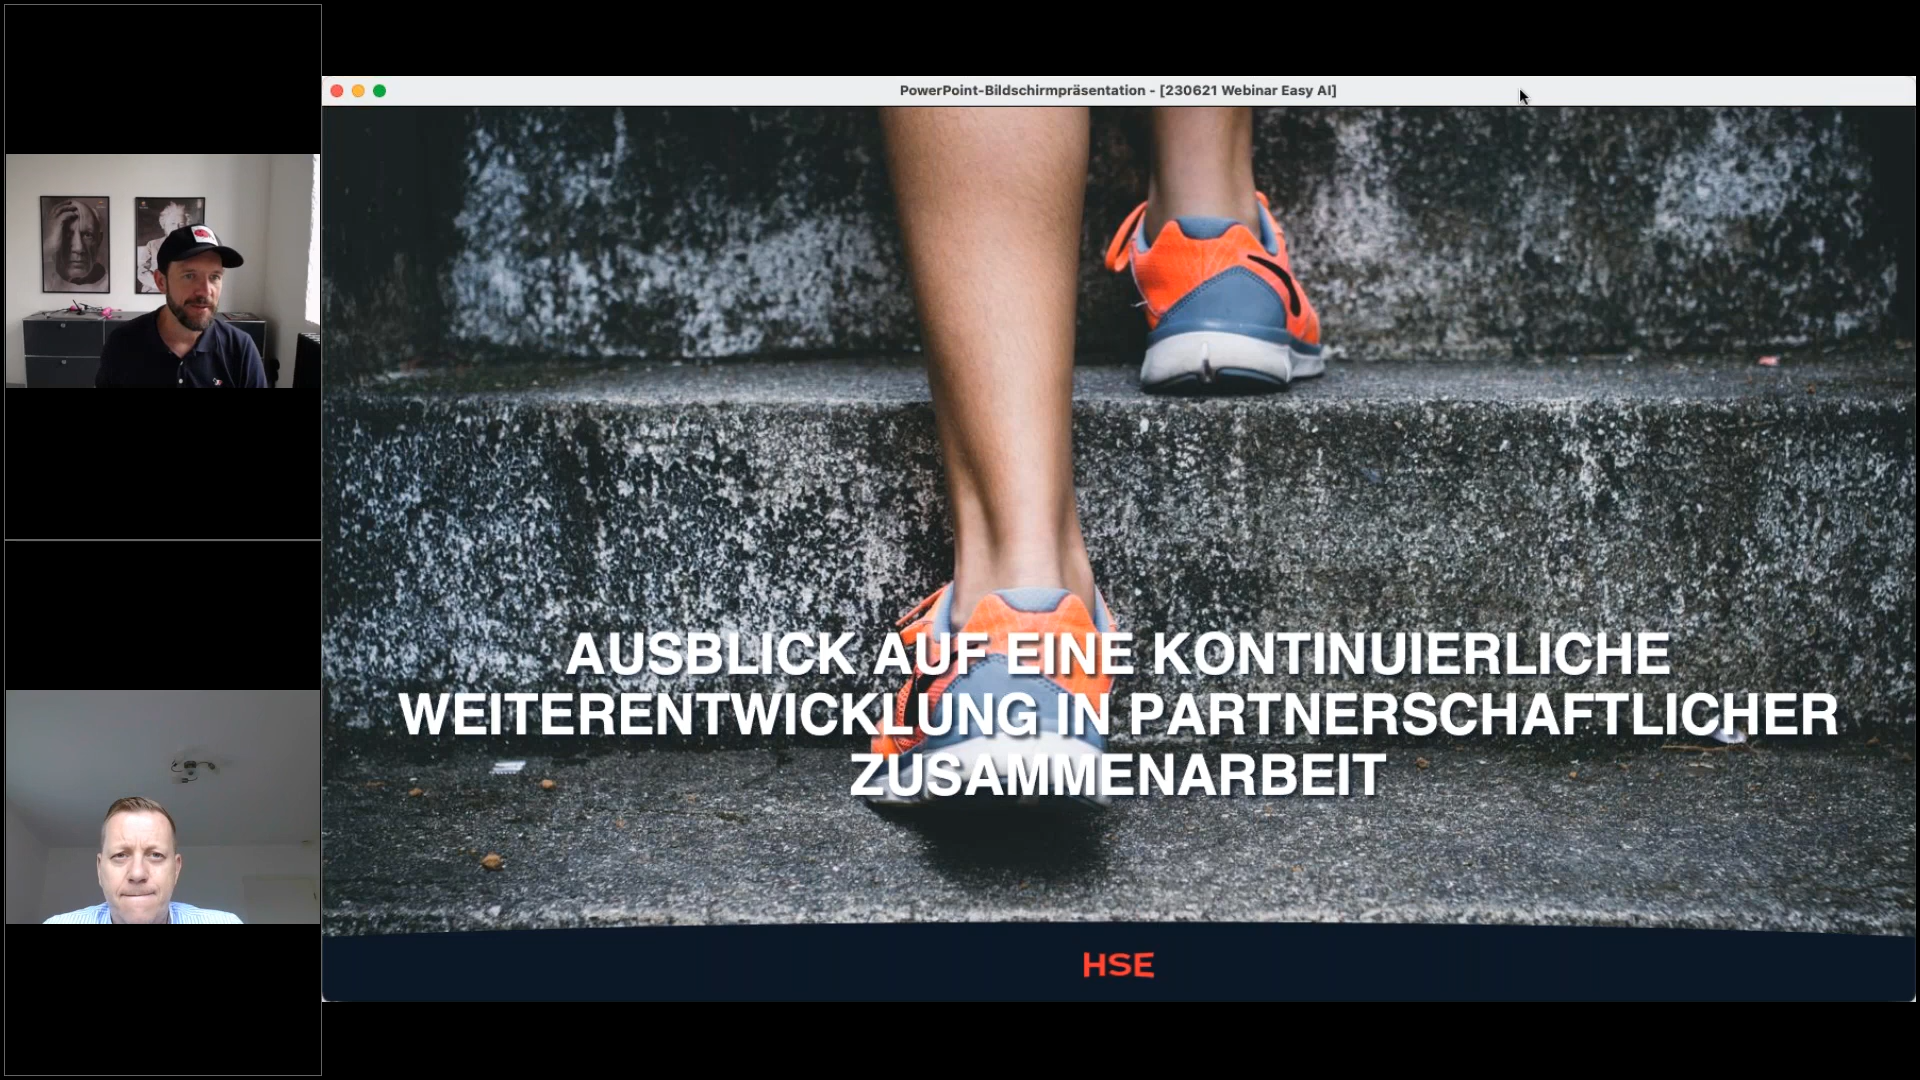 PowerPoint-Bildschirmpräsentation - [230621 Webinar Easy AI]
AUSBLICK AUF EINE KONTINUIERLICHE
WEITERENTWICKLUNG IN PARTNERSCHAFTLICHER
ZUSAMMENARBEIT
HSE